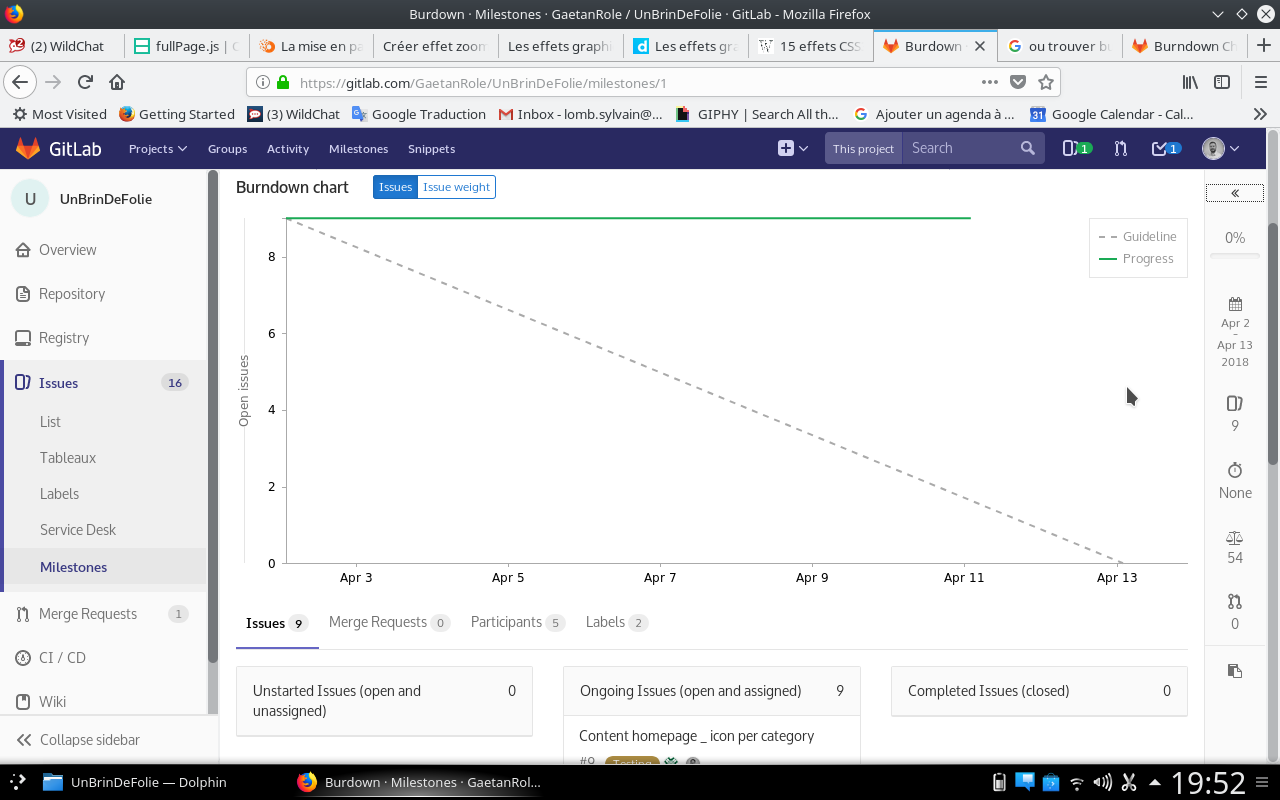 Burdown · Milestones · GaetanRole / UnBrinDeFolie · GitLab - Mozilla Firefox
(2) WildChat
fullPage.js |
La mise en pa
Créer effet zoom
Les effets graphi
Les effets gra
15 effets CSS
Burdown
ou trouver bu
Burndown Ch
https://gitlab.com/GaetanRole/UnBrinDeFolie/milestones/1
Most Visited
Getting Started
(3) WildChat
Google Traduction
Inbox - lomb.sylvain@...
GIPHY | Search All th...
Ajouter un agenda à ...
31
Google Calendar - Cal...
GitLab
Projects
Groups
Activity
Milestones
Snippets
This project
Search
1
1
U
UnBrinDeFolie
Overview
Repository
Registry
Issues
16
List
Tableaux
Labels
Service Desk
Milestones
Merge Requests
1
CI / CD
Wiki
Collapse sidebar
Burndown chart
Issues
Issue weight
Open issues
8
6
4
2
0
Apr 3
Apr 5
Apr 7
Apr 9
Apr 11
Apr 13
Guideline
Progress
Issues 9
Merge Requests 0
Participants 5
Labels 2
Unstarted Issues (open and
unassigned)
0
Ongoing Issues (open and assigned)
9
Content homepage _ icon per category
#9
Testing
Completed Issues (closed)
0
«
0%
Apr 2
–
Apr 13
2018
9
None
54
0
UnBrinDeFolie — Dolphin
Burdown · Milestones · GaetanRol...
19:52